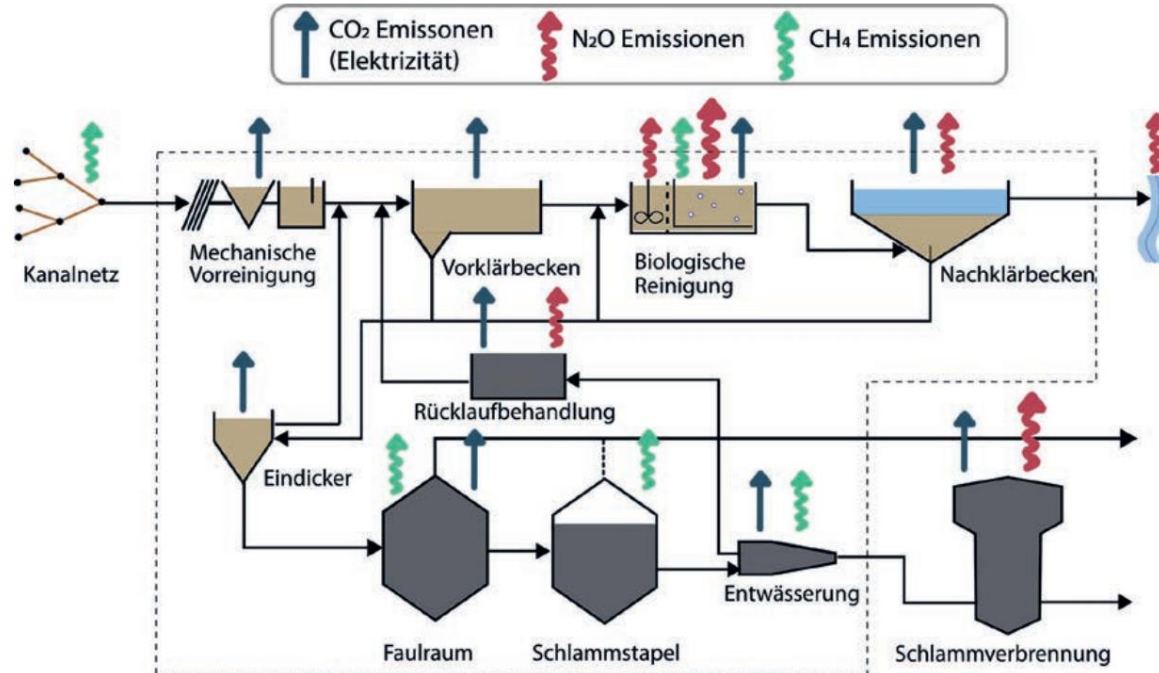 CO₂ Emissonen
(Elektrizität)
N₂O Emissionen
CH₄ Emissionen
Kanalnetz
Mechanische
Vorreinigung
Vorklärbecken
Biologische
Reinigung
Nachklärbecken
Rücklaufbehandlung
Eindicker
Faulraum
Schlammstapel
Entwässerung
Schlammverbrennung